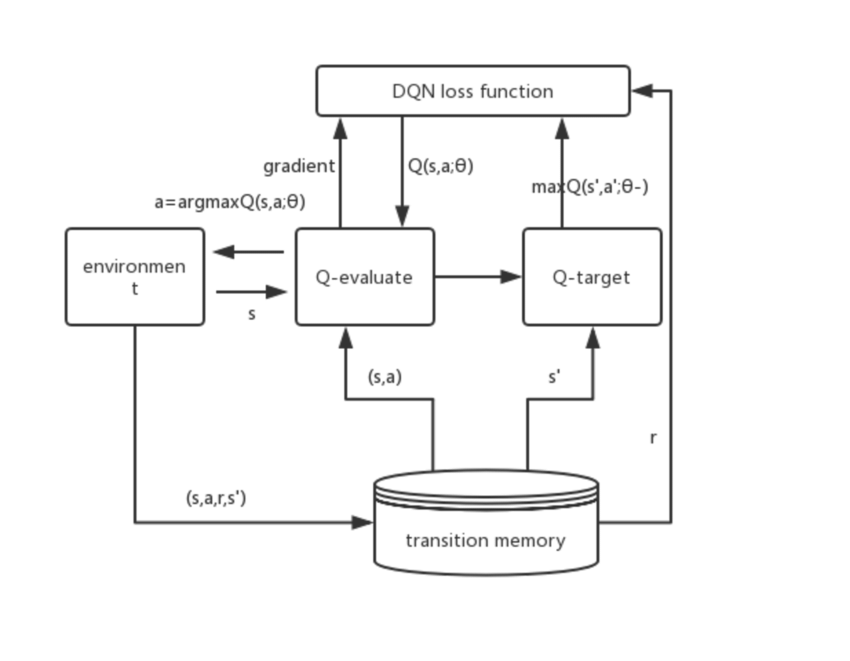 DQN loss function
gradient
Q(s,a;θ)
maxQ(s',a';θ-)
a=argmaxQ(s,a;θ)
environmen
t
Q-evaluate
Q-target
s
(s,a)
s'
r
(s,a,r,s')
transition memory